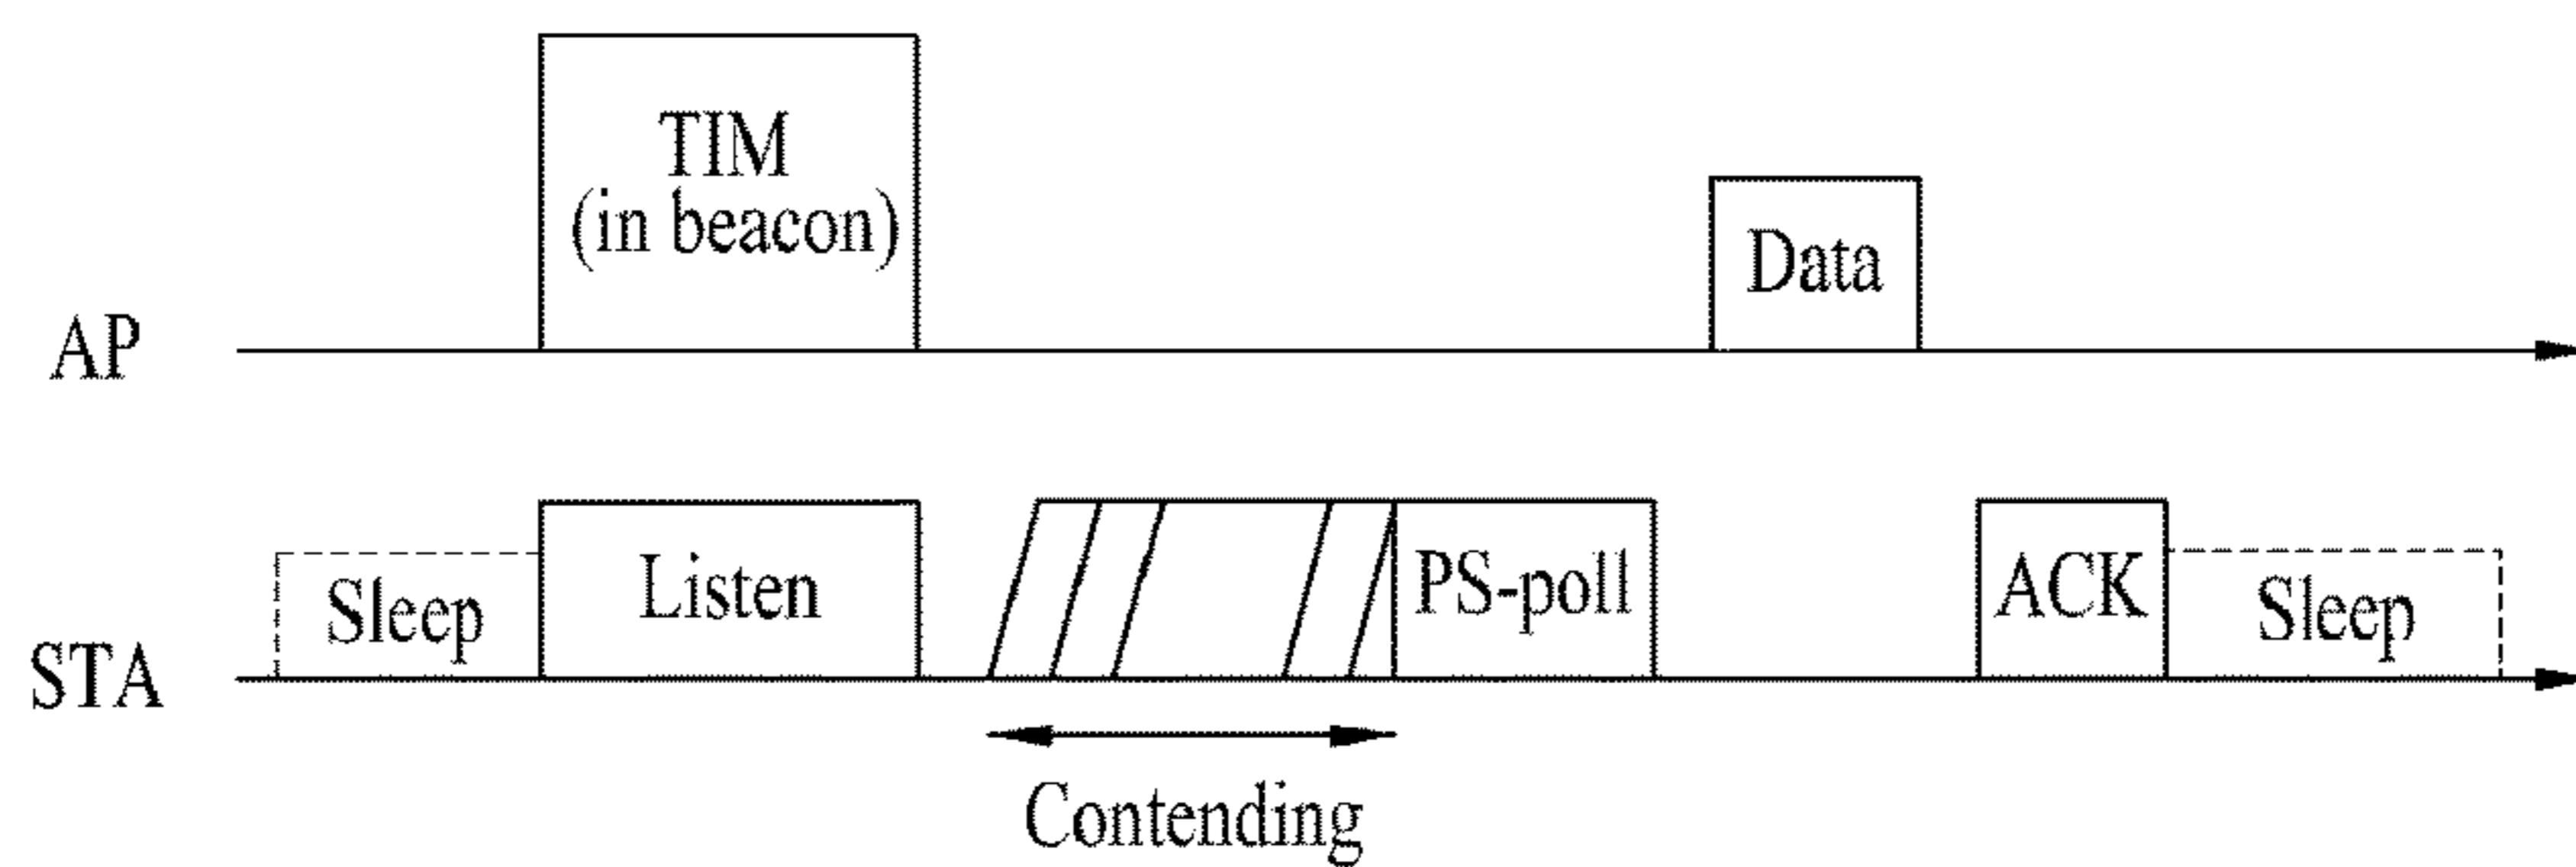 TIM
(in beacon)
Data
AP
Sleep
Listen
PS-poll
ACK
Sleep
STA
Contending